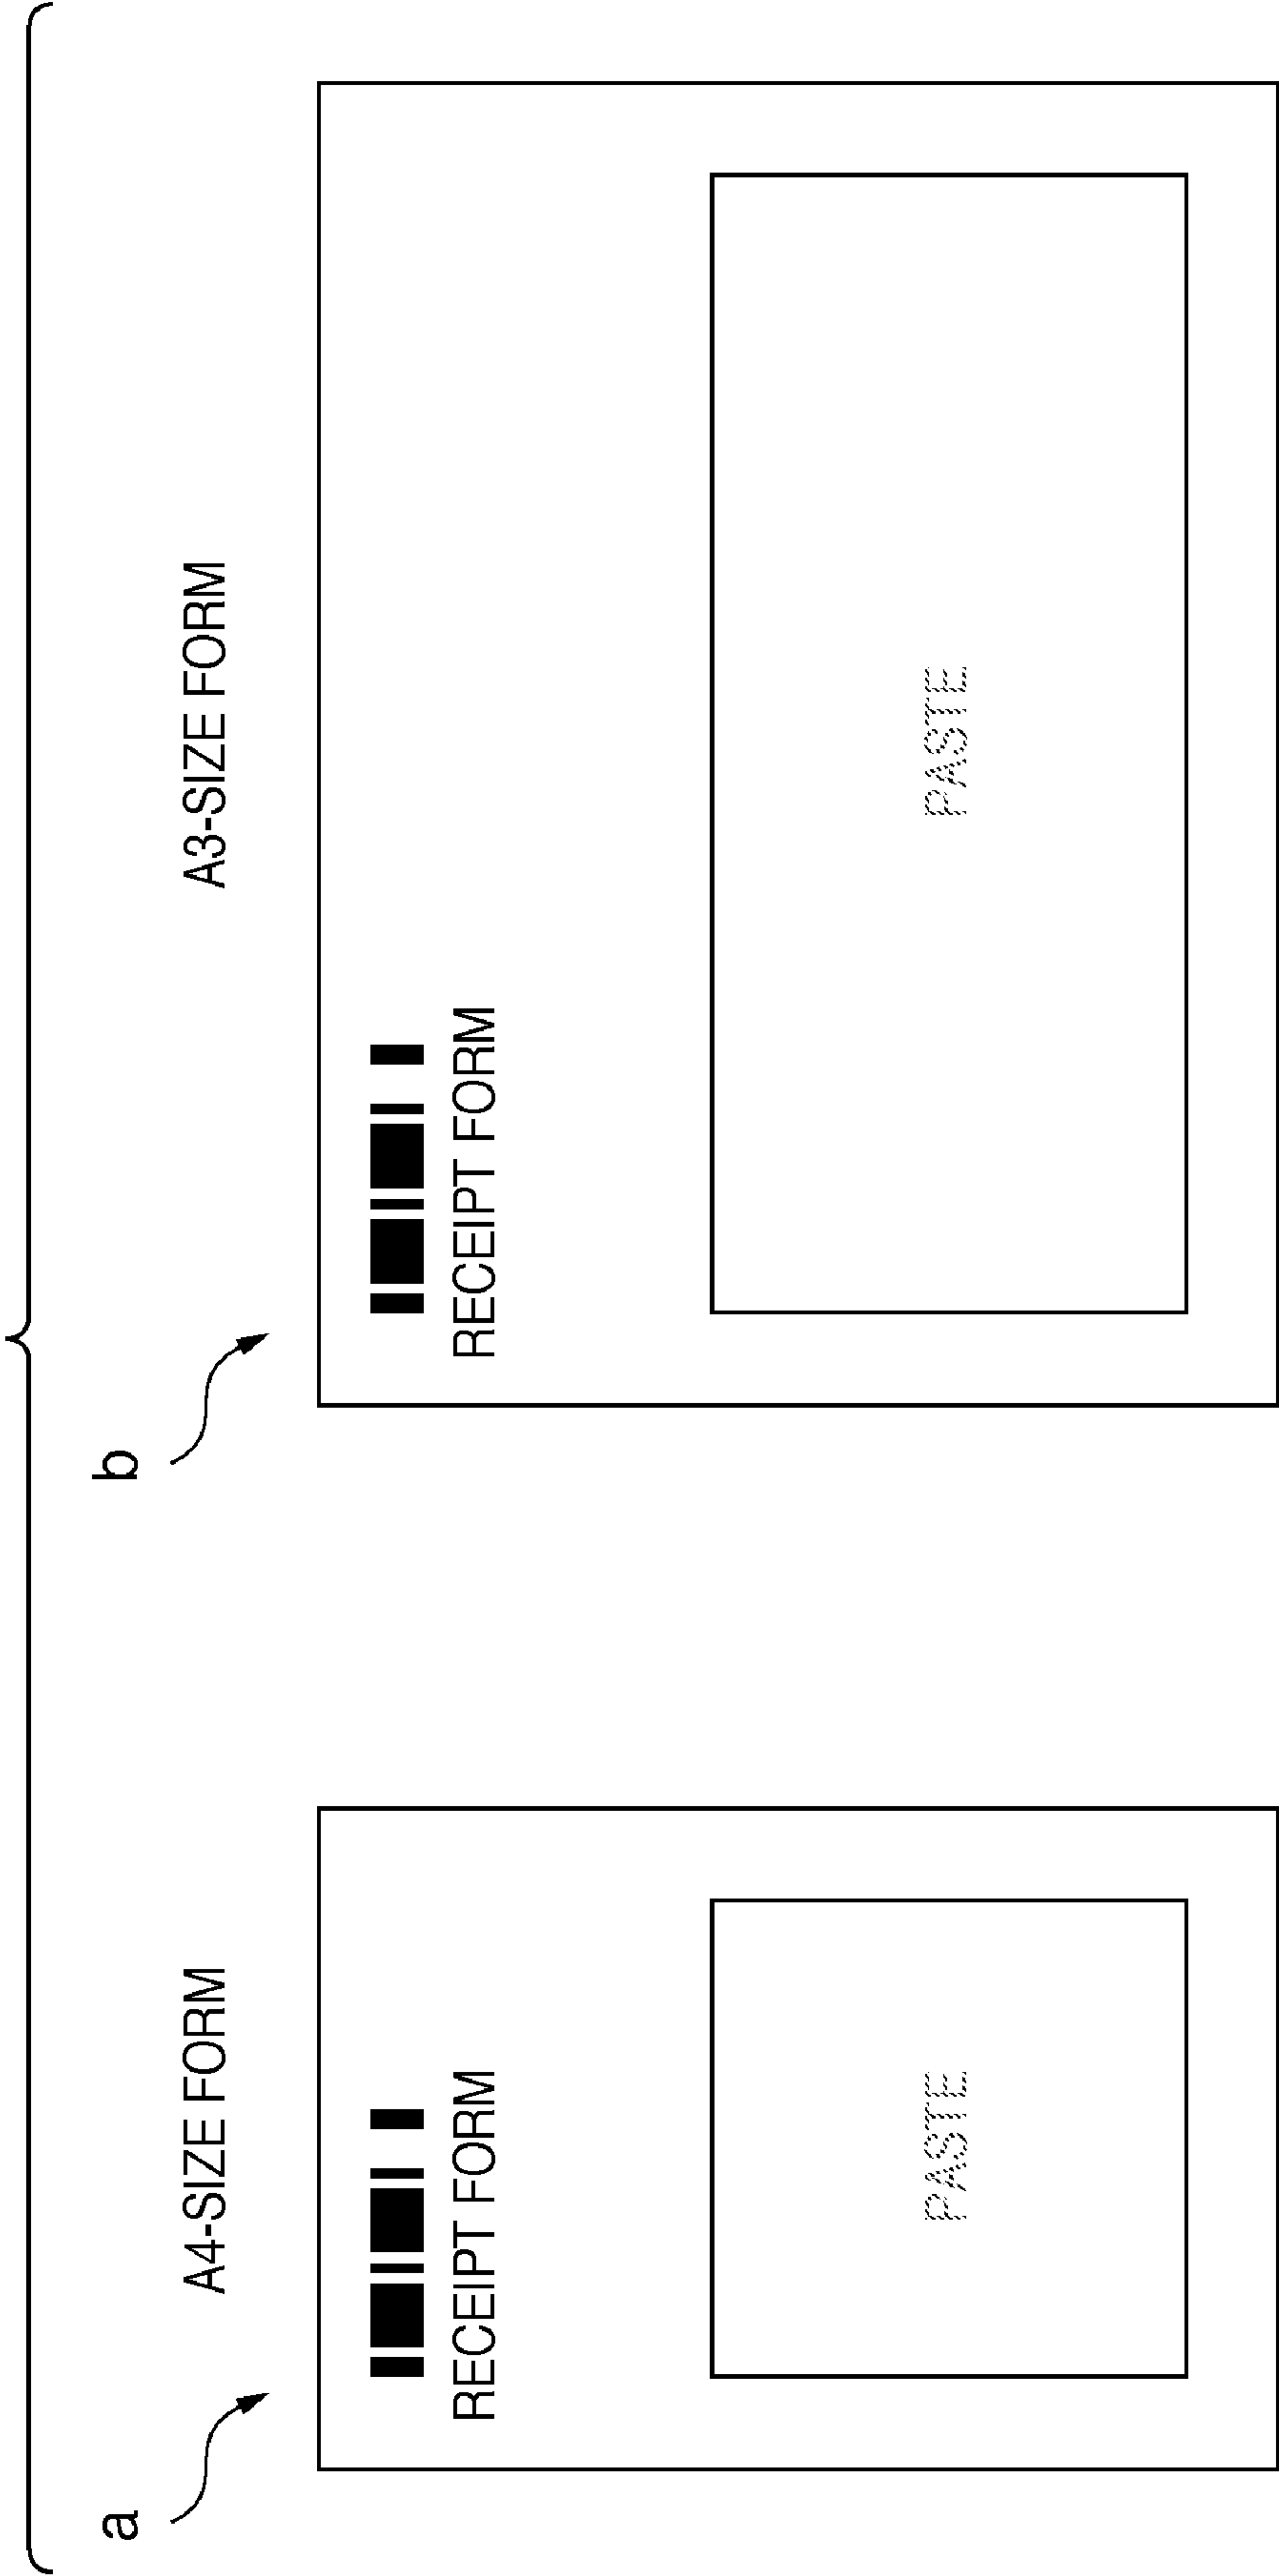 a
A4-SIZE FORM
RECEIPT FORM
PASTE
b
A3-SIZE FORM
RECEIPT FORM
PASTE